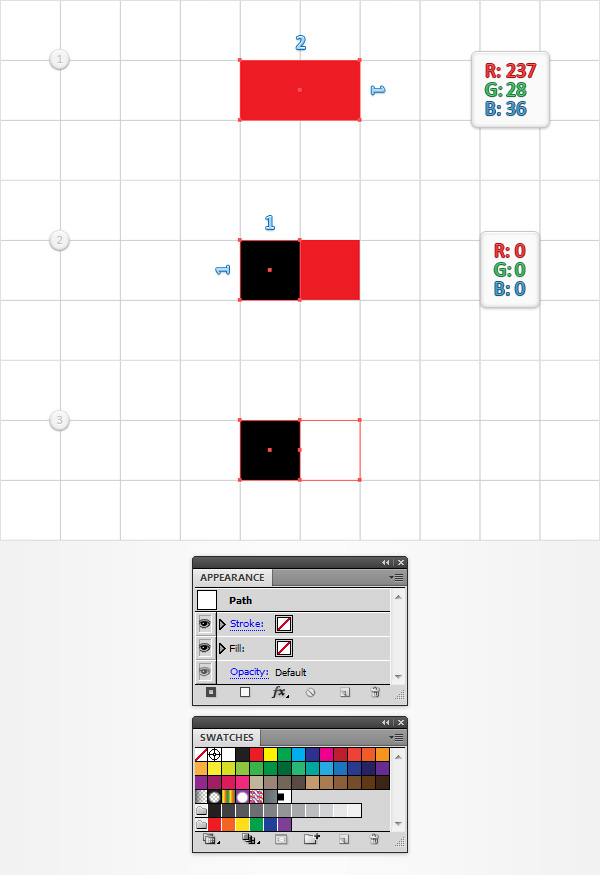 1
2
1
R: 237
G: 28
B: 36
2
1
1
R: 0
G: 0
B: 0
3
APPEARANCE
Path
Stroke:
Fill:
Opacity: Default
fx
SWATCHES